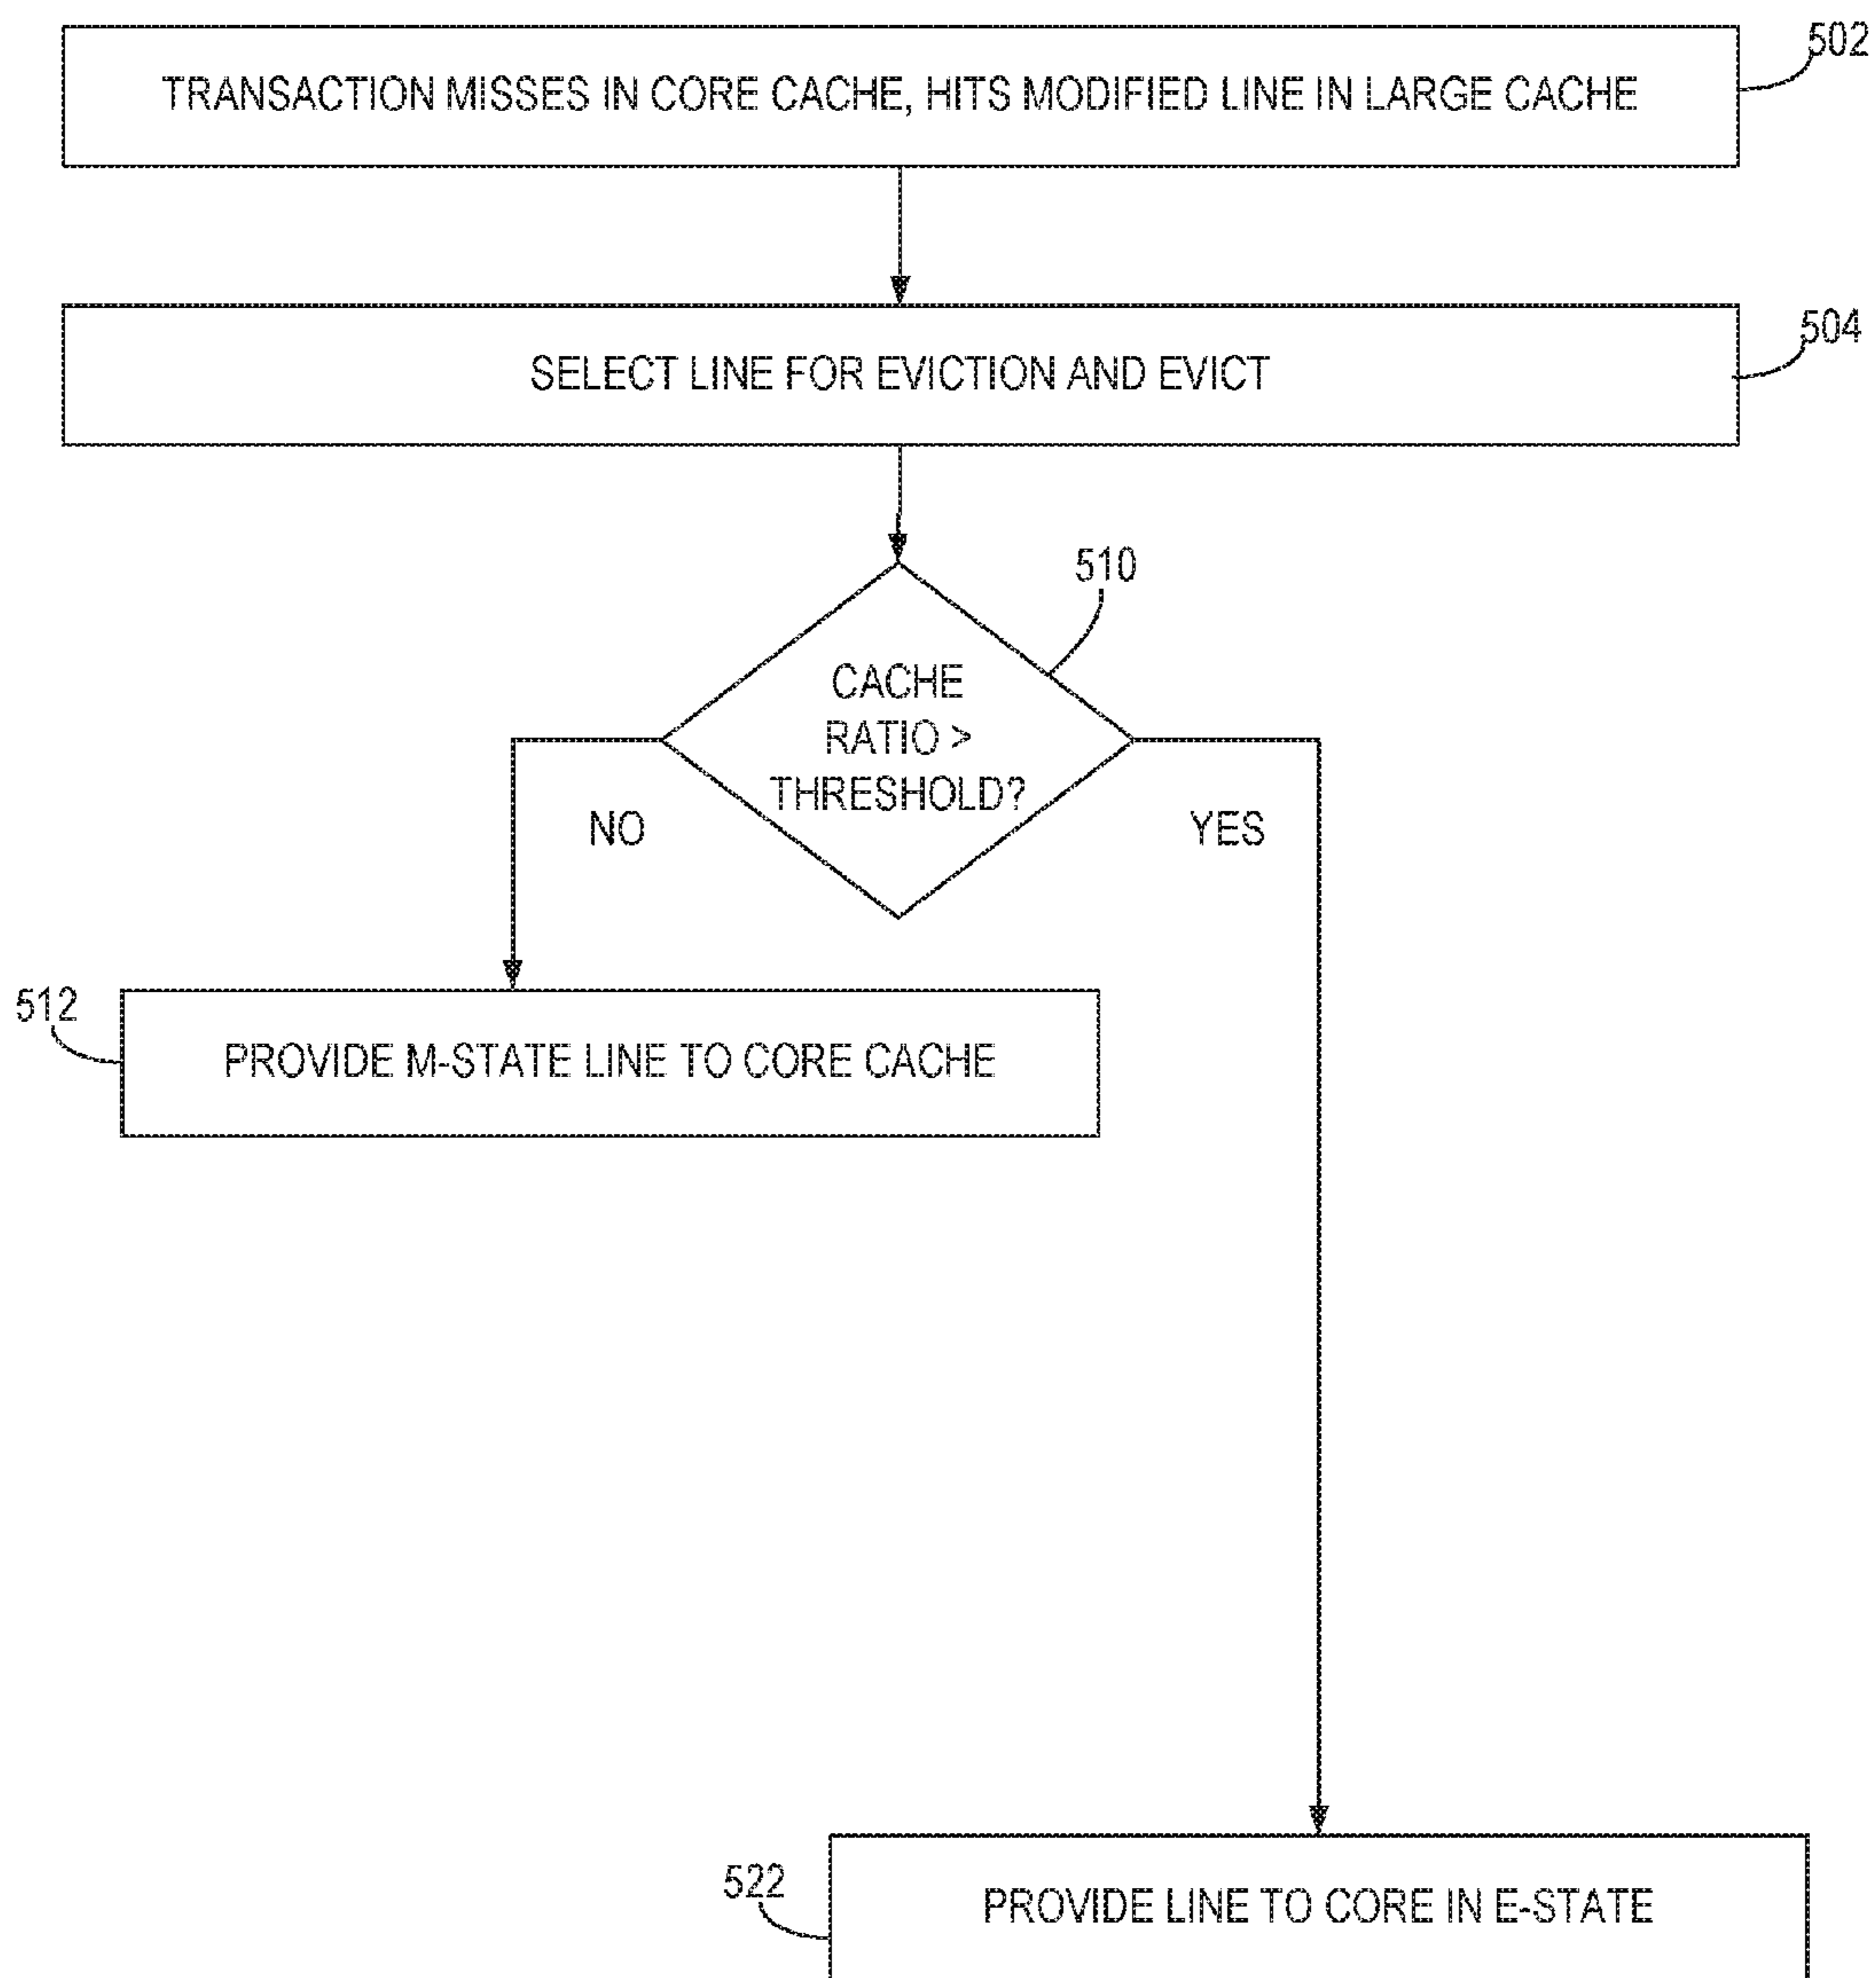 502
TRANSACTION MISSES IN CORE CACHE, HITS MODIFIED LINE IN LARGE CACHE
504
SELECT LINE FOR EVICTION AND EVICT
510
CACHE
RATIO >
THRESHOLD?
NO
YES
512
PROVIDE M-STATE LINE TO CORE CACHE
522
PROVIDE LINE TO CORE IN E-STATE